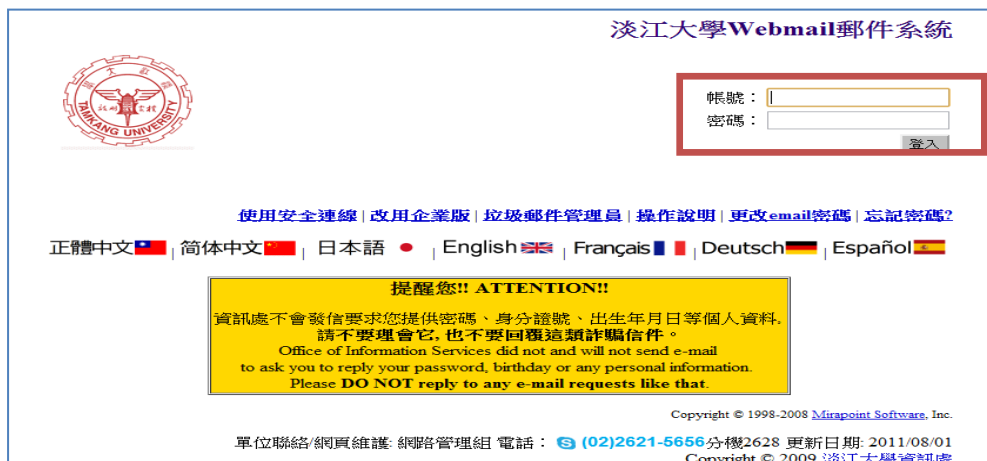 淡江大學Webmail郵件系統
TAMKANG UNIVERSITY
帳號：
密碼：
登入
使用安全連線 | 改用企業版 | 垃圾郵件管理員 | 操作說明 | 更改email密碼 | 忘記密碼?
正體中文 | 简体中文 | 日本語 | English | Français | Deutsch | Español
提醒您!! ATTENTION!!
資訊處不會發信要求您提供密碼、身分證號、出生年月日等個人資料.
請不要理會它, 也不要回覆這類詐騙信件。
Office of Information Services did not and will not send e-mail
to ask you to reply your password, birthday or any personal information.
Please DO NOT reply to any e-mail requests like that.
Copyright © 1998-2008 Mirapoint Software, Inc.
單位聯絡/網頁維護: 網路管理組 電話： (02)2621-5656分機2628 更新日期: 2011/08/01
Copyright © 2009 淡江大學資訊處